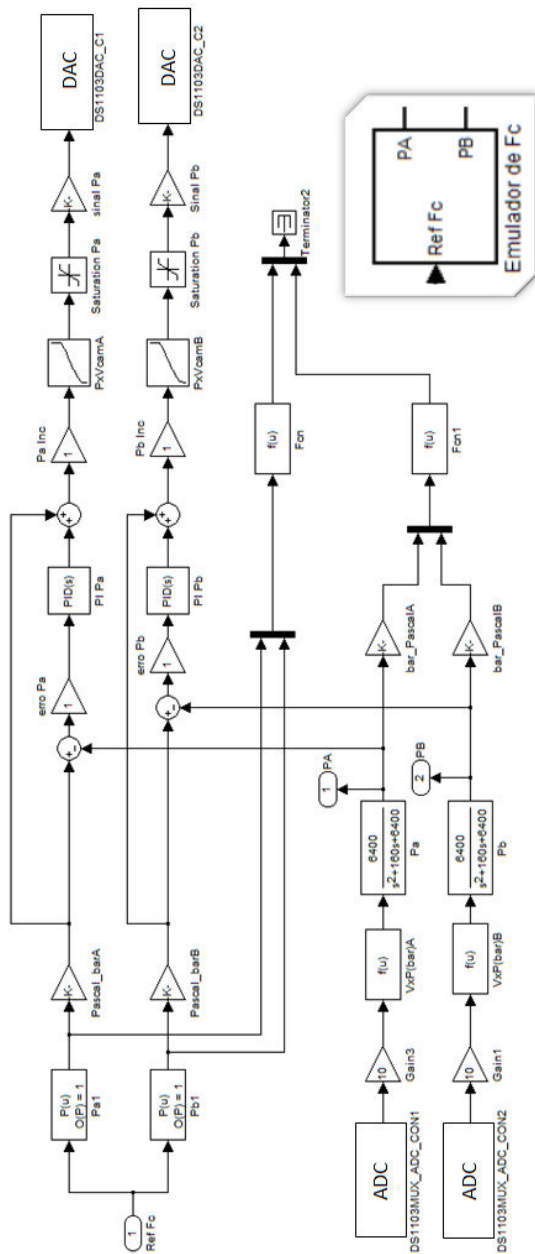 1
Ref Fc
P(u)
O(P) = 1
Pa1
K-
Pascal_barA
+-
erro Pa
1
PID(s)
PI Pa
++
Pa Inc
1
PxVcamA
Saturation Pa
K-
sinal Pa
DAC
DS1103DAC_C1
P(u)
O(P) = 1
Pb1
K-
Pascal_barB
+-
erro Pb
1
PID(s)
PI Pb
++
Pb Inc
1
PxVcamB
Saturation Pb
K-
Sinal Pb
DAC
DS1103DAC_C2
f(u)
Fcn
Terminator2
ADC
DS1103MUX_ADC_CON1
10
Gain3
f(u)
VxP(bar)A
6400
s²+160s+6400
Pa
1
PA
K-
bar_PascalA
f(u)
Fcn1
ADC
DS1103MUX_ADC_CON2
10
Gain1
f(u)
VxP(bar)B
6400
s²+160s+6400
Pb
2
PB
K-
bar_PascalB
Ref Fc
PA
PB
Emulador de Fc